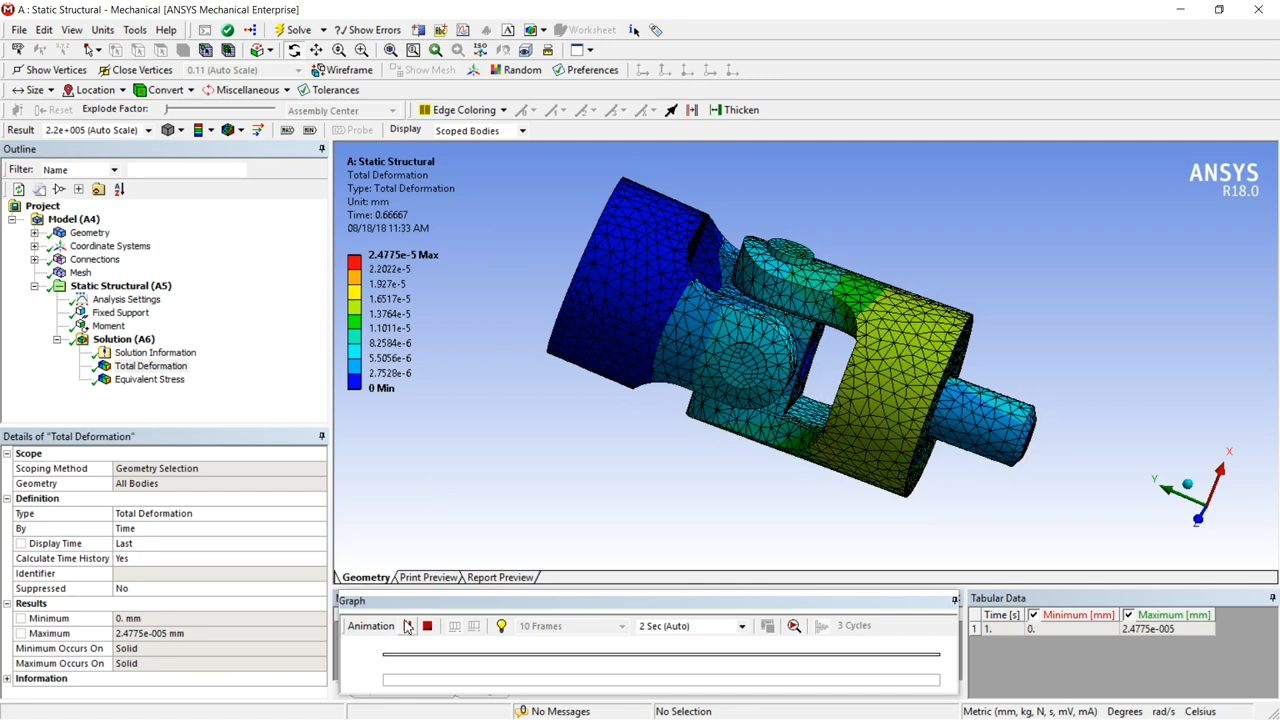 A : Static Structural - Mechanical [ANSYS Mechanical Enterprise]
File Edit View Units Tools Solve ?/ Show Errors Worksheet
Show Vertices Close Vertices 0.11 (Auto Scale) Wireframe Show Mesh Random Preferences
Size Location Convert Miscellaneous Tolerances
Reset Explode Factor: Assembly Center Edge Coloring Thicken
Result 2.2e+005 (Auto Scale) Probe Display Scoped Bodies
Outline
Filter: Name
Project
Model (A4)
Geometry
Coordinate Systems
Connections
Mesh
Static Structural (A5)
Analysis Settings
Fixed Support
Moment
Solution (A6)
Solution Information
Total Deformation
Equivalent Stress
Details of "Total Deformation"
Scope
Scoping Method Geometry Selection
Geometry All Bodies
Definition
Type Total Deformation
By Time
Display Time Last
Calculate Time History Yes
Identifier
Suppressed No
Results
Minimum 0. mm
Maximum 2.4775e-005 mm
Minimum Occurs On Solid
Maximum Occurs On Solid
Information
A: Static Structural
Total Deformation
Type: Total Deformation
Unit: mm
Time: 0.66667
08/18/18 11:33 AM
2.4775e-5 Max
2.2022e-5
1.927e-5
1.6517e-5
1.3764e-5
1.1011e-5
8.2584e-6
5.5056e-6
2.7528e-6
0 Min
ANSYS
R18.0
X
Y
Z
Geometry Print Preview Report Preview
Graph
Animation 10 Frames 2 Sec (Auto) 3 Cycles
Tabular Data
Time [s] Minimum [mm] Maximum [mm]
1. 1. 0. 2.4775e-005
0 No Messages No Selection Metric (mm, kg, N, s, mV, mA) Degrees rad/s Celsius